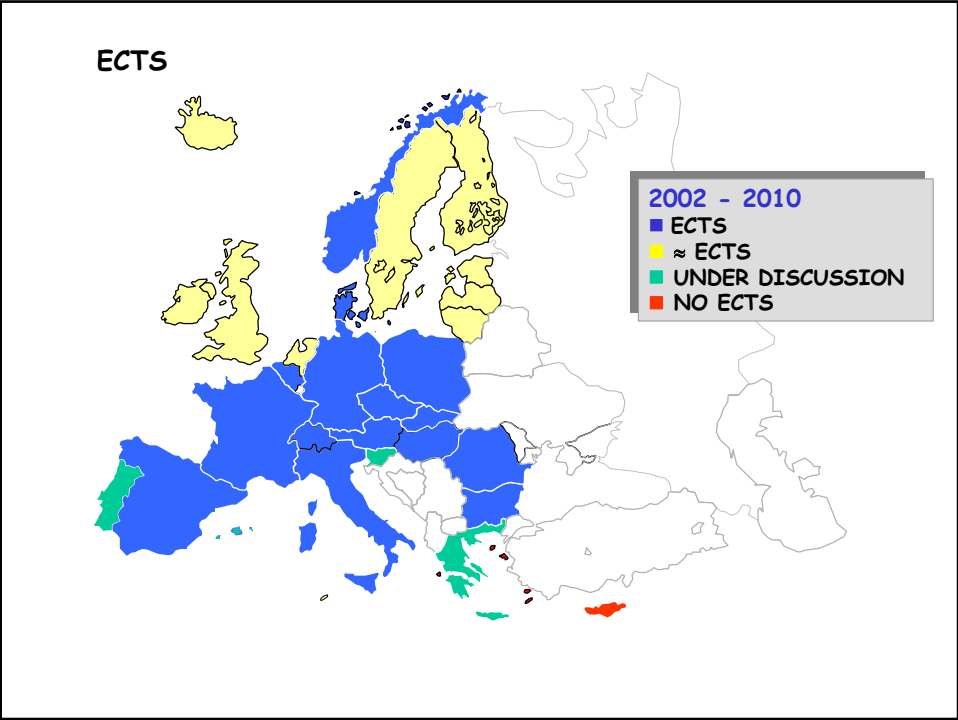 ECTS
2002 - 2010
ECTS
≈ ECTS
UNDER DISCUSSION
NO ECTS